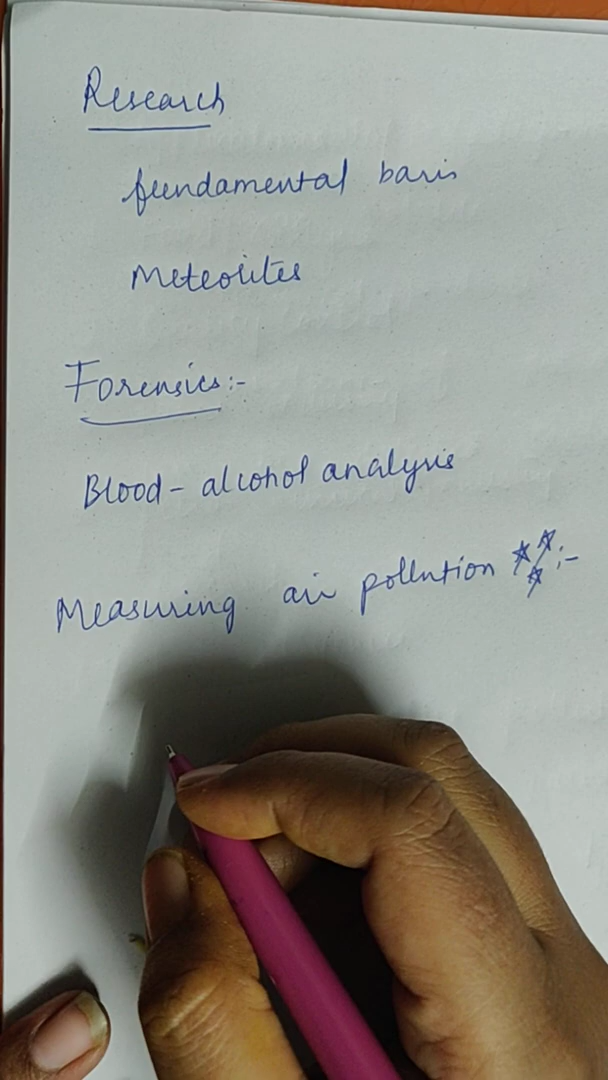 Research
fundamental basis
Meteorites
Forensics:-
Blood - alcohol analysis
Measuring air pollution ☆☆☆:-